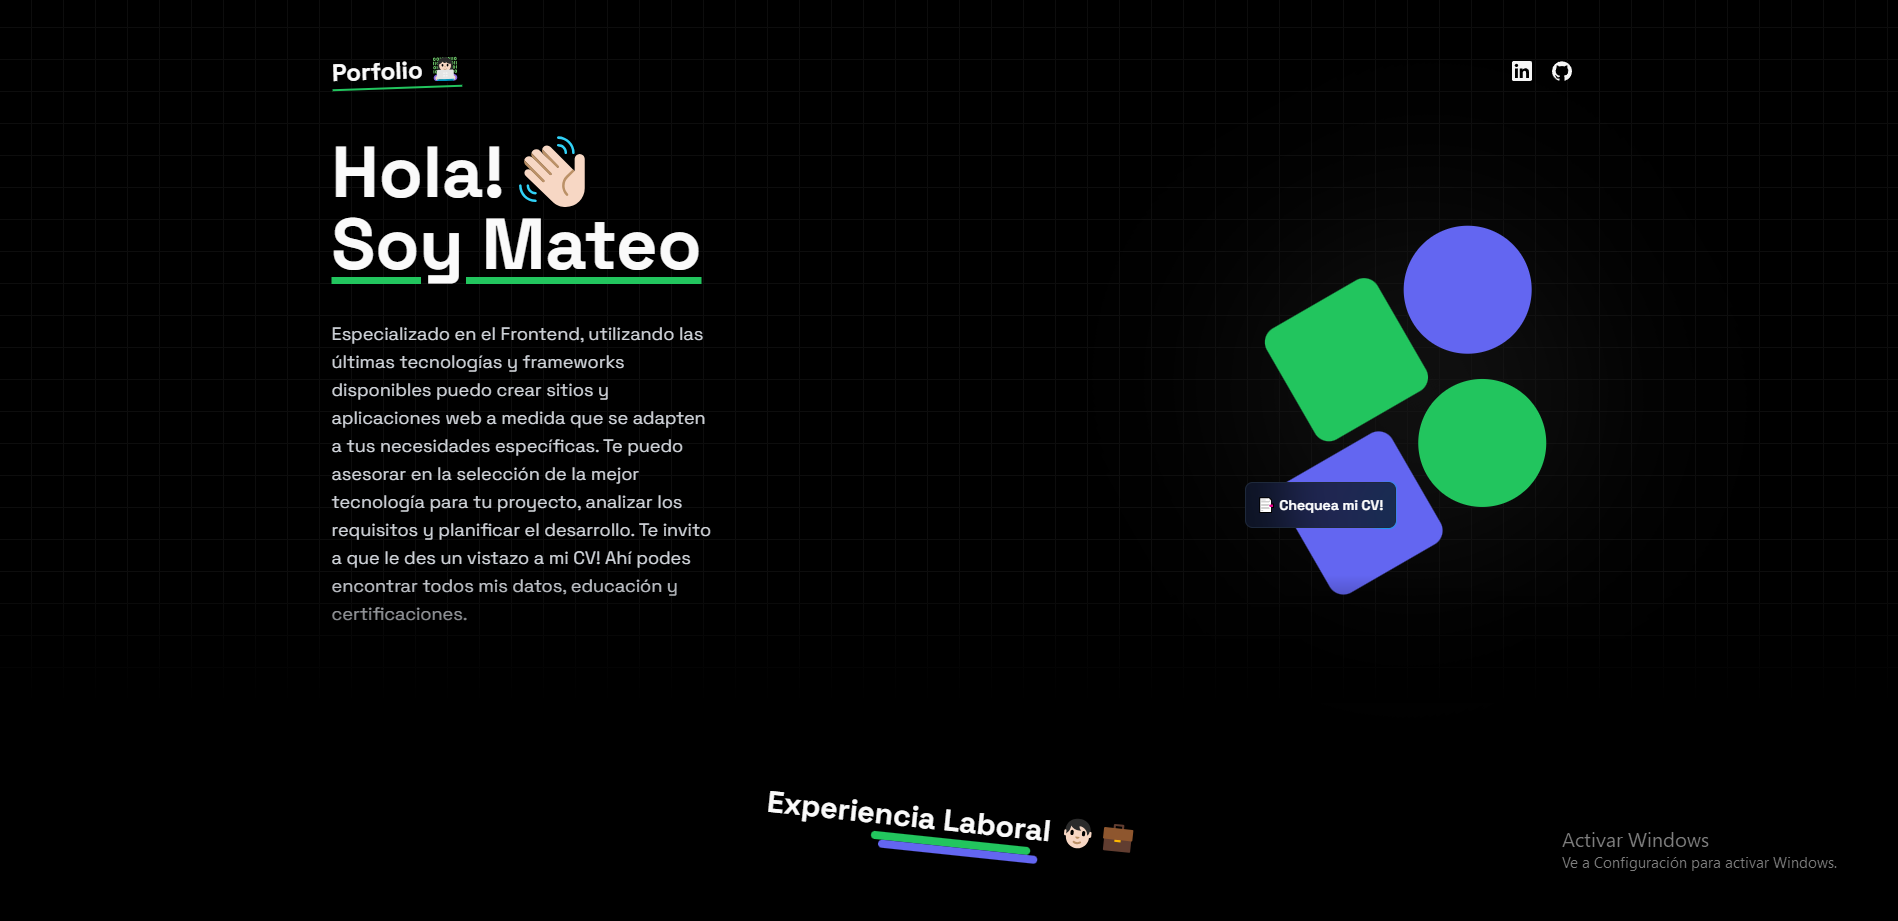 Porfolio
Hola!
Soy Mateo
Especializado en el Frontend, utilizando las
últimas tecnologías y frameworks
disponibles puedo crear sitios y
aplicaciones web a medida que se adapten
a tus necesidades específicas. Te puedo
asesorar en la selección de la mejor
tecnología para tu proyecto, analizar los
requisitos y planificar el desarrollo. Te invito
a que le des un vistazo a mi CV! Ahí podes
encontrar todos mis datos, educación y
certificaciones.
Chequea mi CV!
Experiencia Laboral
Activar Windows
Ve a Configuración para activar Windows.